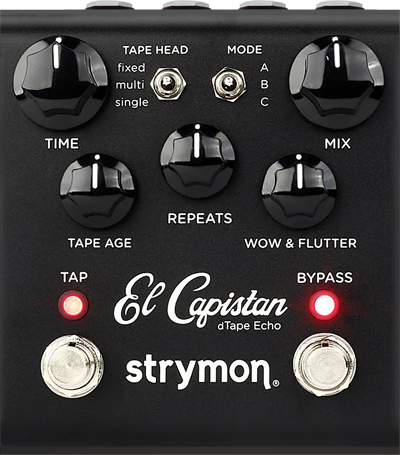 TAPE HEAD
MODE
fixed
A
multi
B
single
C
TIME
MIX
REPEATS
TAPE AGE
WOW & FLUTTER
TAP
BYPASS
El Capistan
dTape Echo
strymon®